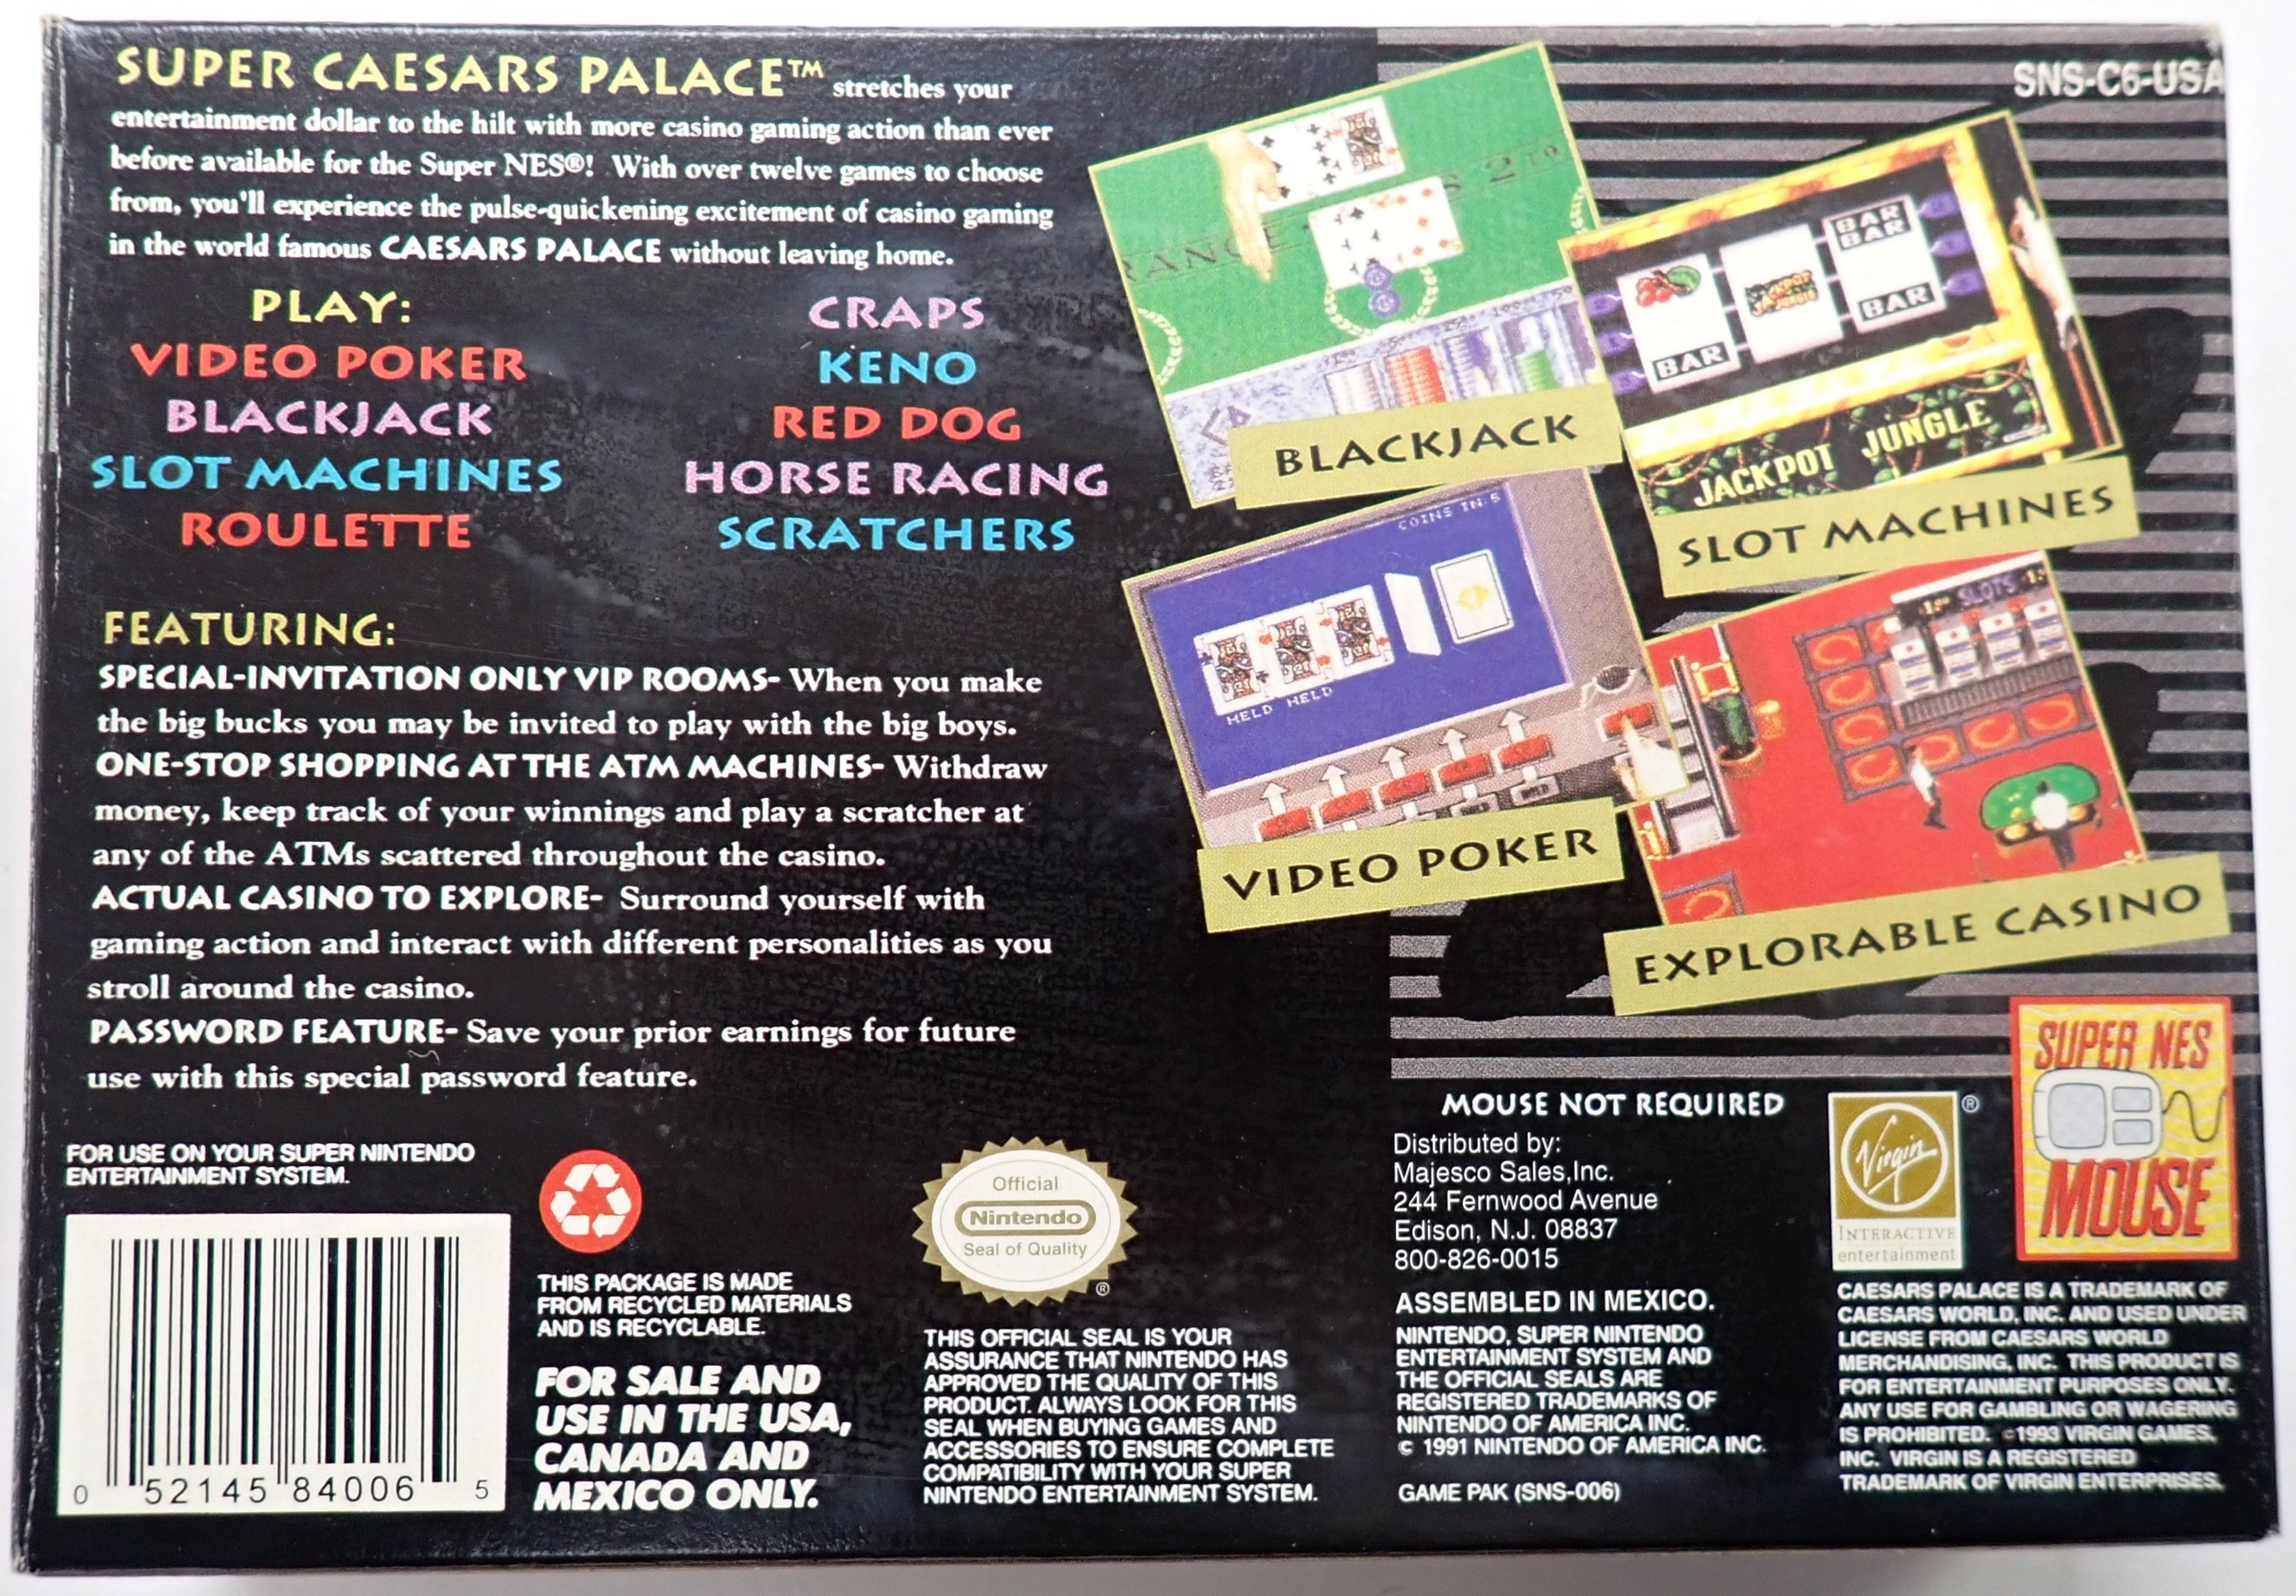 SUPER CAESARS PALACE™ stretches your
entertainment dollar to the hilt with more casino gaming action than ever
before available for the Super NES®! With over twelve games to choose
from, you'll experience the pulse-quickening excitement of casino gaming
in the world famous CAESARS PALACE without leaving home.
PLAY:
VIDEO POKER
BLACKJACK
SLOT MACHINES
ROULETTE
CRAPS
KENO
RED DOG
HORSE RACING
SCRATCHERS
FEATURING:
SPECIAL-INVITATION ONLY VIP ROOMS- When you make
the big bucks you may be invited to play with the big boys.
ONE-STOP SHOPPING AT THE ATM MACHINES- Withdraw
money, keep track of your winnings and play a scratcher at
any of the ATMs scattered throughout the casino.
ACTUAL CASINO TO EXPLORE- Surround yourself with
gaming action and interact with different personalities as you
stroll around the casino.
PASSWORD FEATURE- Save your prior earnings for future
use with this special password feature.
SNS-C6-USA
S 2 TO
BLACKJACK
BAR
BAR
BAR
BAR
JACKPOT JUNGLE
SLOT MACHINES
COINS IN 5
HELD HELD
VIDEO POKER
SLOTS
EXPLORABLE CASINO
FOR USE ON YOUR SUPER NINTENDO
ENTERTAINMENT SYSTEM.
0 52145 84006 5
THIS PACKAGE IS MADE
FROM RECYCLED MATERIALS
AND IS RECYCLABLE.
FOR SALE AND
USE IN THE USA,
CANADA AND
MEXICO ONLY.
Official
Nintendo
Seal of Quality
®
THIS OFFICIAL SEAL IS YOUR
ASSURANCE THAT NINTENDO HAS
APPROVED THE QUALITY OF THIS
PRODUCT. ALWAYS LOOK FOR THIS
SEAL WHEN BUYING GAMES AND
ACCESSORIES TO ENSURE COMPLETE
COMPATIBILITY WITH YOUR SUPER
NINTENDO ENTERTAINMENT SYSTEM.
MOUSE NOT REQUIRED
Distributed by:
Majesco Sales,Inc.
244 Fernwood Avenue
Edison, N.J. 08837
800-826-0015
ASSEMBLED IN MEXICO.
NINTENDO, SUPER NINTENDO
ENTERTAINMENT SYSTEM AND
THE OFFICIAL SEALS ARE
REGISTERED TRADEMARKS OF
NINTENDO OF AMERICA INC.
© 1991 NINTENDO OF AMERICA INC.
GAME PAK (SNS-006)
Virgin ®
INTERACTIVE
entertainment
SUPER NES
MOUSE
CAESARS PALACE IS A TRADEMARK OF
CAESARS WORLD, INC. AND USED UNDER
LICENSE FROM CAESARS WORLD
MERCHANDISING, INC. THIS PRODUCT IS
FOR ENTERTAINMENT PURPOSES ONLY.
ANY USE FOR GAMBLING OR WAGERING
IS PROHIBITED. ©1993 VIRGIN GAMES,
INC. VIRGIN IS A REGISTERED
TRADEMARK OF VIRGIN ENTERPRISES.